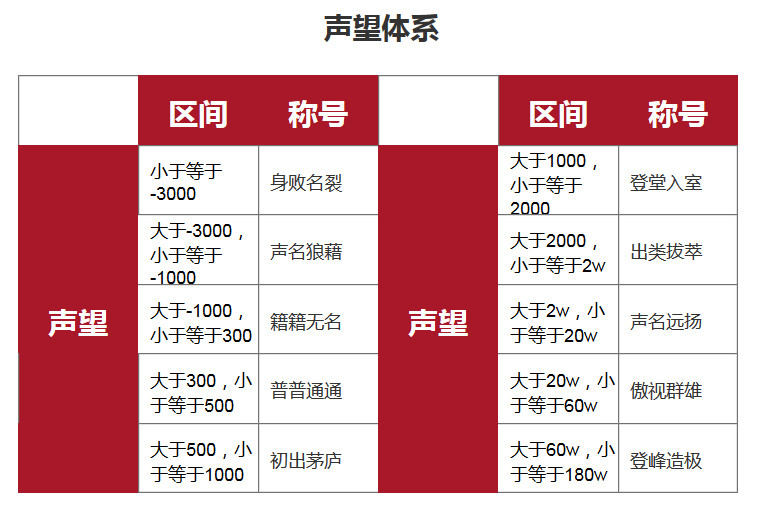 声望体系
区间
称号
区间
称号
声望
小于等于
-3000
身败名裂
大于-3000，
小于等于
-1000
声名狼藉
大于-1000，
小于等于300
籍籍无名
大于300，小
于等于500
普普通通
大于500，小
于等于1000
初出茅庐
声望
大于1000，
小于等于
2000
登堂入室
大于2000，
小于等于2w
出类拔萃
大于2w，小
于等于20w
声名远扬
大于20w，小
于等于60w
傲视群雄
大于60w，小
于等于180w
登峰造极